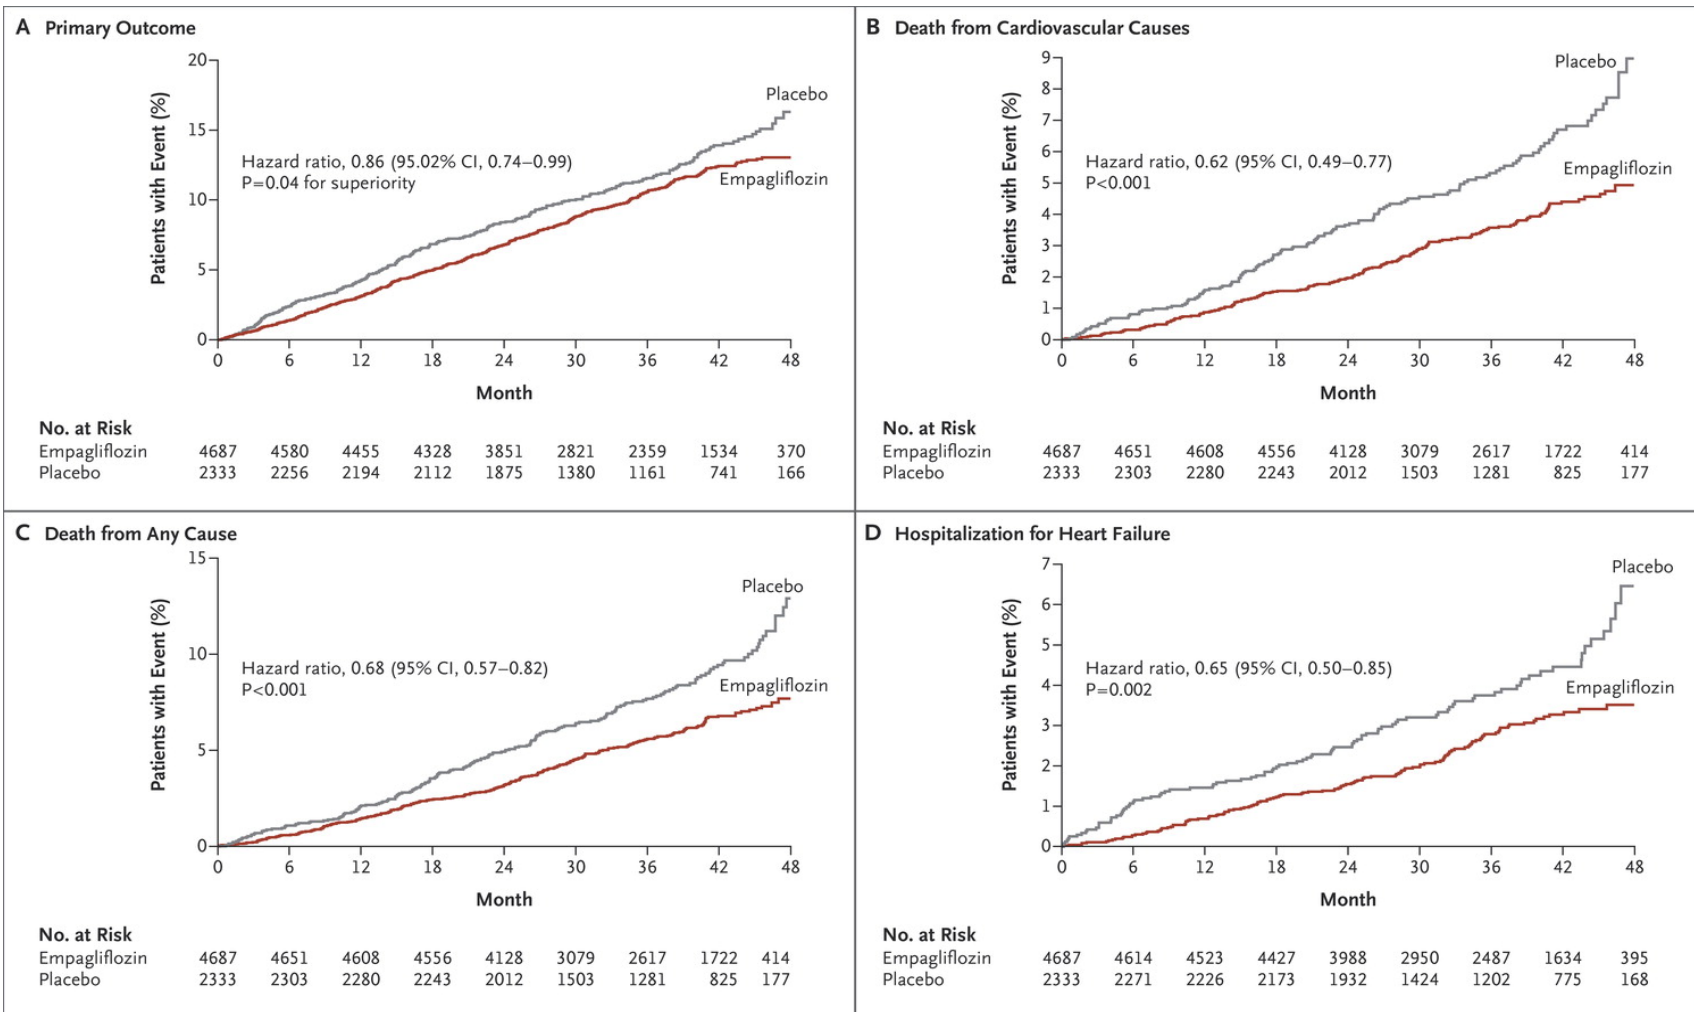 A Primary Outcome
Patients with Event (%)
20
15
10
5
0
Placebo
Hazard ratio, 0.86 (95.02% CI, 0.74–0.99)
P=0.04 for superiority
Empagliflozin
0 6 12 18 24 30 36 42 48
Month
No. at Risk
Empagliflozin 4687 4580 4455 4328 3851 2821 2359 1534 370
Placebo 2333 2256 2194 2112 1875 1380 1161 741 166
B Death from Cardiovascular Causes
Patients with Event (%)
9
8
7
6
5
4
3
2
1
0
Placebo
Hazard ratio, 0.62 (95% CI, 0.49–0.77)
P<0.001
Empagliflozin
0 6 12 18 24 30 36 42 48
Month
No. at Risk
Empagliflozin 4687 4651 4608 4556 4128 3079 2617 1722 414
Placebo 2333 2303 2280 2243 2012 1503 1281 825 177
C Death from Any Cause
Patients with Event (%)
15
10
5
0
Placebo
Hazard ratio, 0.68 (95% CI, 0.57–0.82)
P<0.001
Empagliflozin
0 6 12 18 24 30 36 42 48
Month
No. at Risk
Empagliflozin 4687 4651 4608 4556 4128 3079 2617 1722 414
Placebo 2333 2303 2280 2243 2012 1503 1281 825 177
D Hospitalization for Heart Failure
Patients with Event (%)
7
6
5
4
3
2
1
0
Placebo
Hazard ratio, 0.65 (95% CI, 0.50–0.85)
P=0.002
Empagliflozin
0 6 12 18 24 30 36 42 48
Month
No. at Risk
Empagliflozin 4687 4614 4523 4427 3988 2950 2487 1634 395
Placebo 2333 2271 2226 2173 1932 1424 1202 775 168